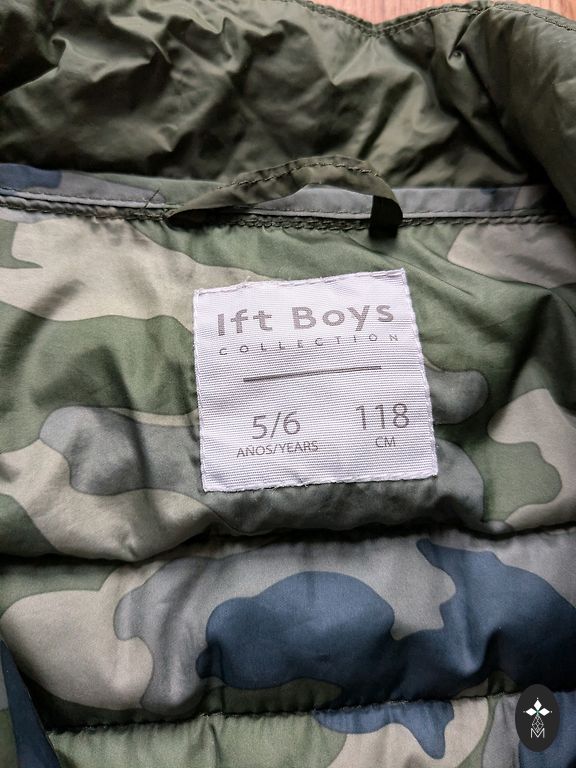 lft Boys
COLLECTION
5/6 118
AÑOS/YEARS CM